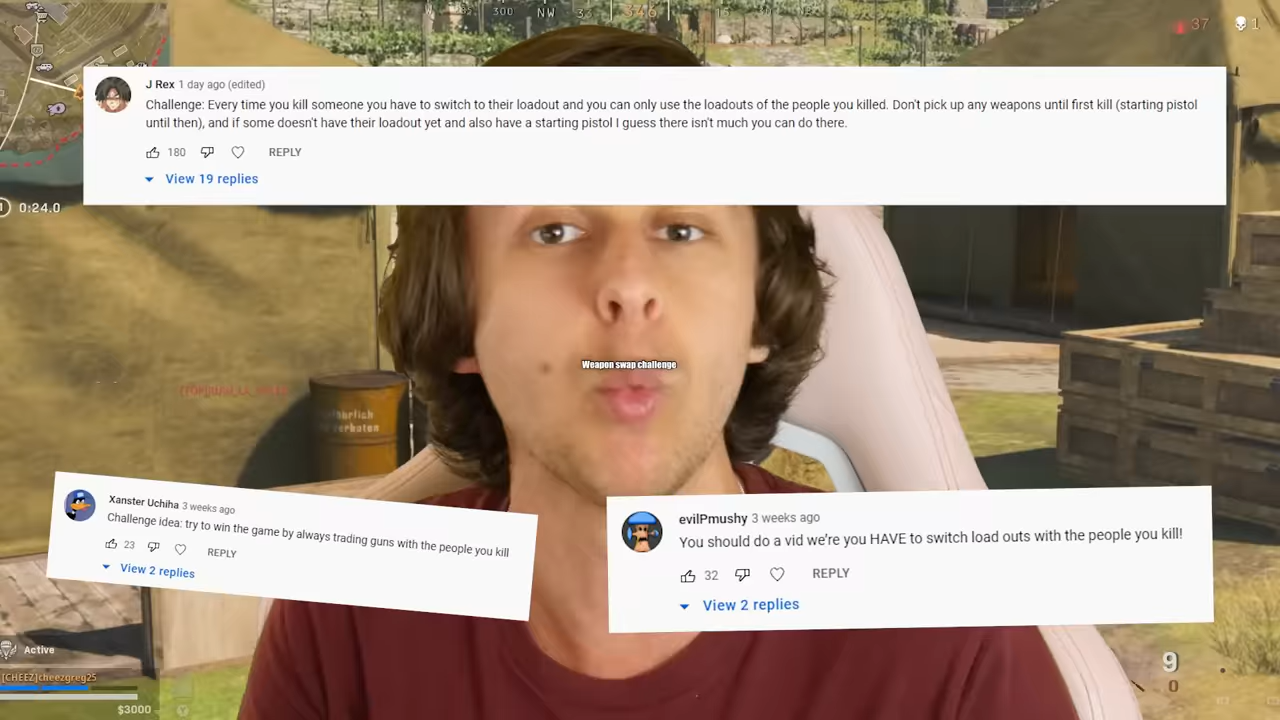 300 NW 346
37 1
J Rex 1 day ago (edited)
Challenge: Every time you kill someone you have to switch to their loadout and you can only use the loadouts of the people you killed. Don't pick up any weapons until first kill (starting pistol
until then), and if some doesn't have their loadout yet and also have a starting pistol I guess there isn't much you can do there.
180 REPLY
View 19 replies
0:24.0
Weapon swap challenge
verboten
Xanster Uchiha 3 weeks ago
Challenge idea: try to win the game by always trading guns with the people you kill
23 REPLY
View 2 replies
evilPmushy 3 weeks ago
You should do a vid we're you HAVE to switch load outs with the people you kill!
32 REPLY
View 2 replies
Active
[CHEEZ]cheezgreg25
$3000
9
0